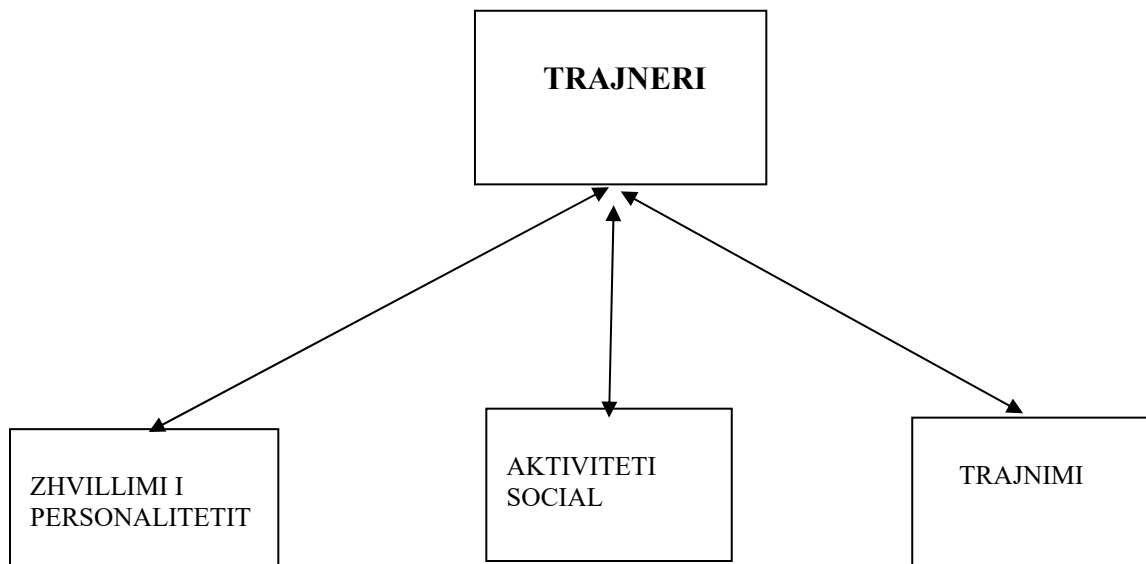 TRAJNERI
ZHVILLIMI I
PERSONALITETIT
AKTIVITETI
SOCIAL
TRAJNIMI